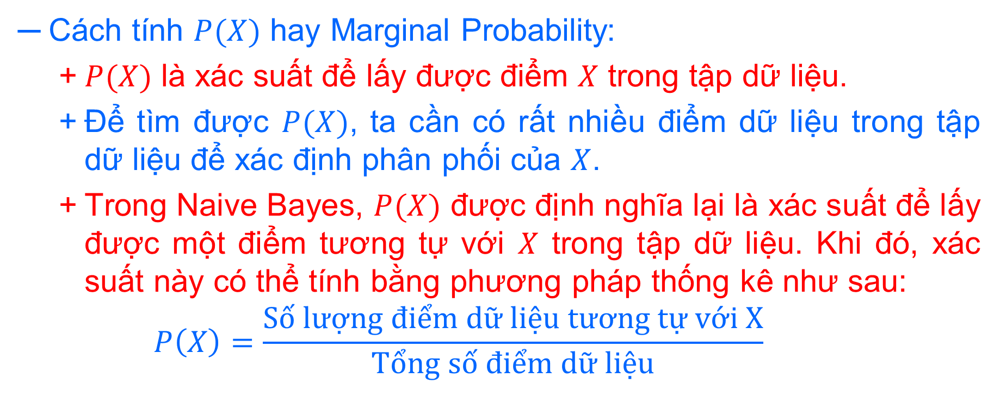 — Cách tính P(X) hay Marginal Probability:
+ P(X) là xác suất để lấy được điểm X trong tập dữ liệu.
+ Để tìm được P(X), ta cần có rất nhiều điểm dữ liệu trong tập
dữ liệu để xác định phân phối của X.
+ Trong Naive Bayes, P(X) được định nghĩa lại là xác suất để lấy
được một điểm tương tự với X trong tập dữ liệu. Khi đó, xác
suất này có thể tính bằng phương pháp thống kê như sau:
Số lượng điểm dữ liệu tương tự với X
P(X) =
Tổng số điểm dữ liệu